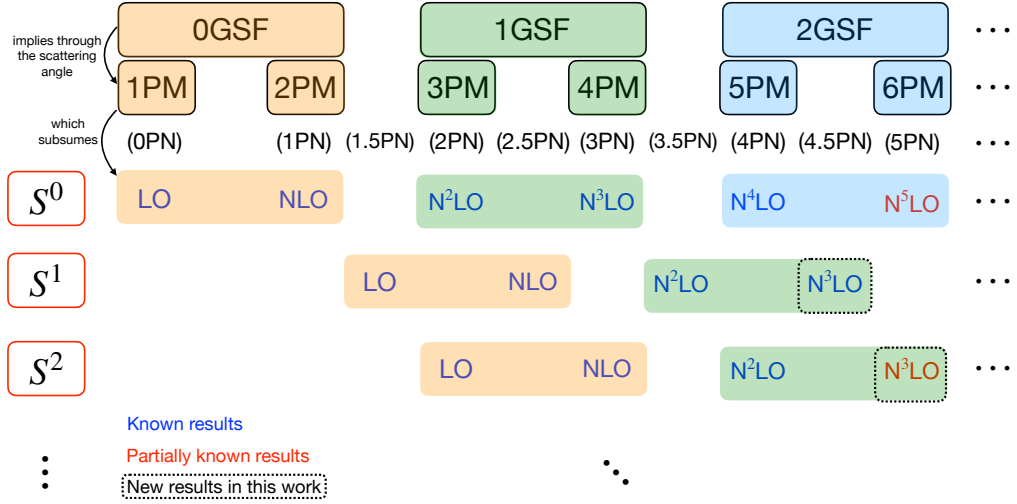 implies through
the scattering
angle
0GSF 1GSF 2GSF ...
1PM 2PM 3PM 4PM 5PM 6PM ...
which
subsumes
(0PN) (1PN) (1.5PN) (2PN) (2.5PN) (3PN) (3.5PN) (4PN) (4.5PN) (5PN) ...
S⁰ LO NLO N²LO N³LO N⁴LO N⁵LO ...
S¹ LO NLO N²LO N³LO ...
S² LO NLO N²LO N³LO ...
Known results
Partially known results
New results in this work